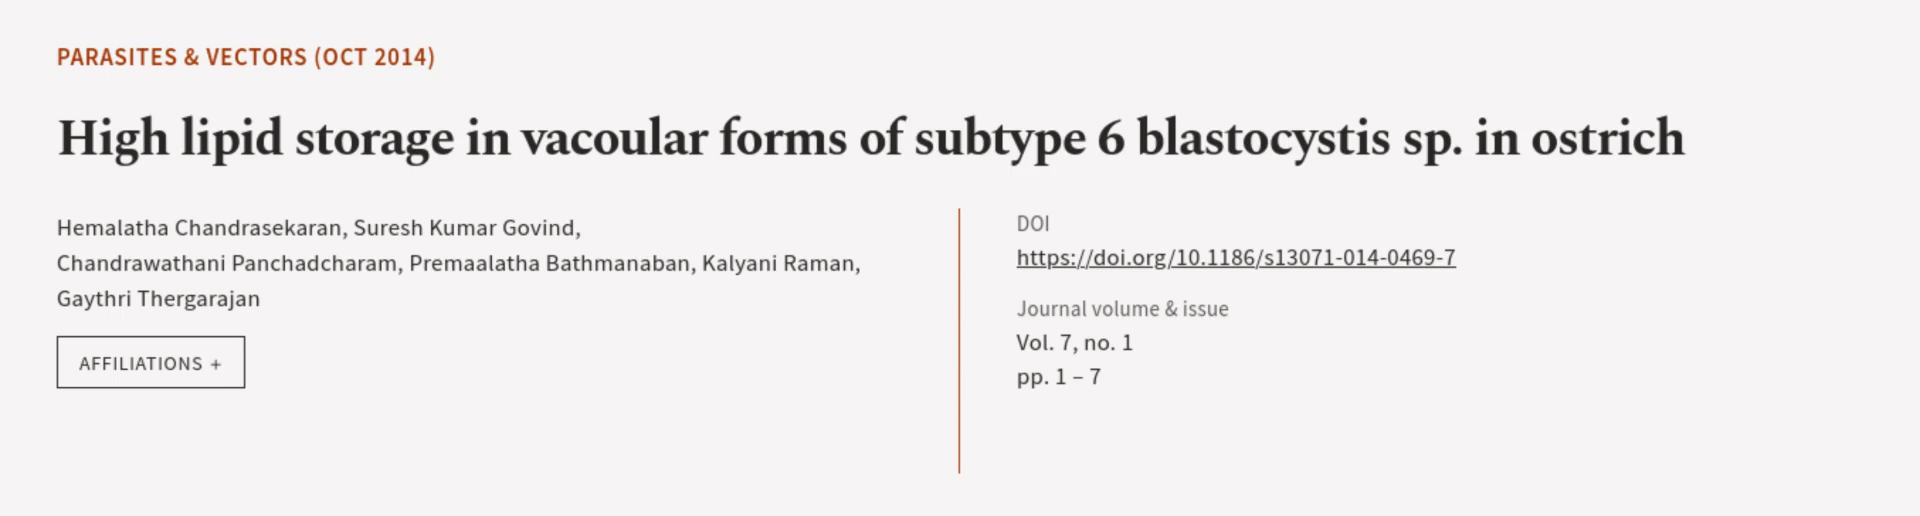 PARASITES & VECTORS (OCT 2014)
High lipid storage in vacoular forms of subtype 6 blastocystis sp. in ostrich
Hemalatha Chandrasekaran, Suresh Kumar Govind,
Chandrawathani Panchadcharam, Premaalatha Bathmanaban, Kalyani Raman,
Gaythri Thergarajan
AFFILIATIONS +
DOI
https://doi.org/10.1186/s13071-014-0469-7
Journal volume & issue
Vol. 7, no. 1
pp. 1 – 7